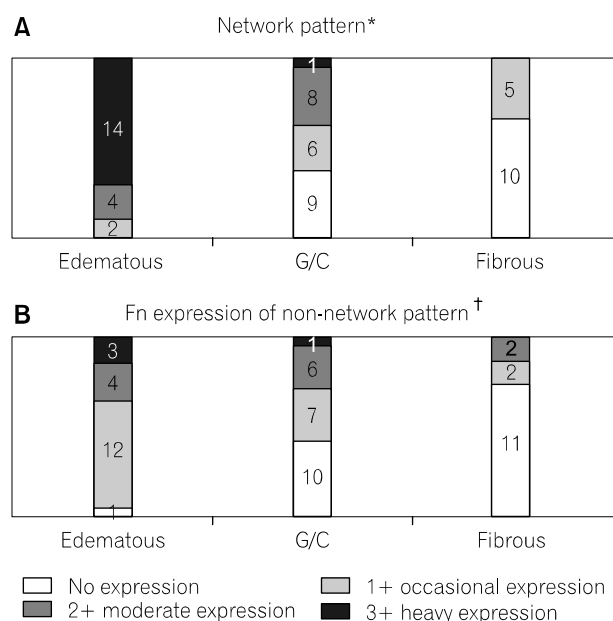 A
Network pattern*
14
4
2
1
8
6
9
5
10
Edematous G/C Fibrous
B
Fn expression of non-network pattern†
3
4
12
1
1
6
7
10
2
2
11
Edematous G/C Fibrous
No expression 1+ occasional expression
2+ moderate expression 3+ heavy expression